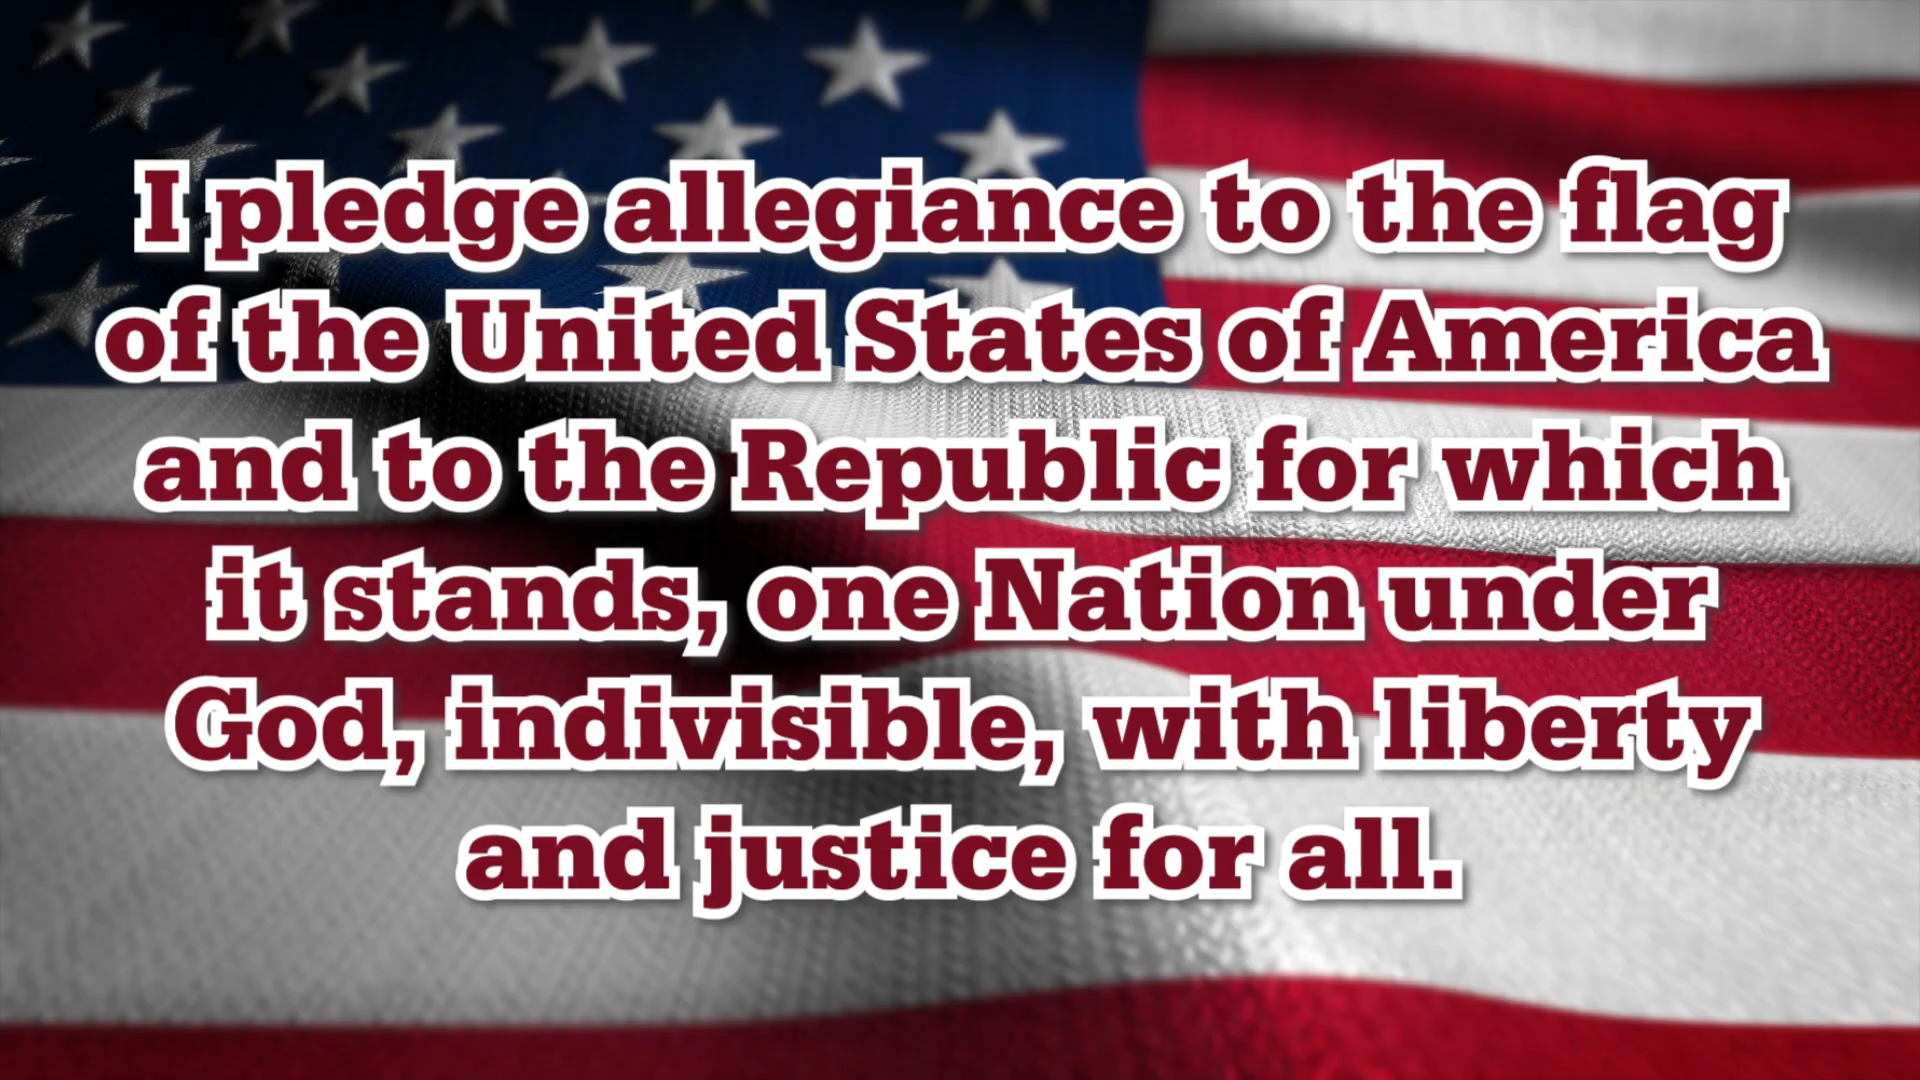 I pledge allegiance to the flag
of the United States of America
and to the Republic for which
it stands, one Nation under
God, indivisible, with liberty
and justice for all.